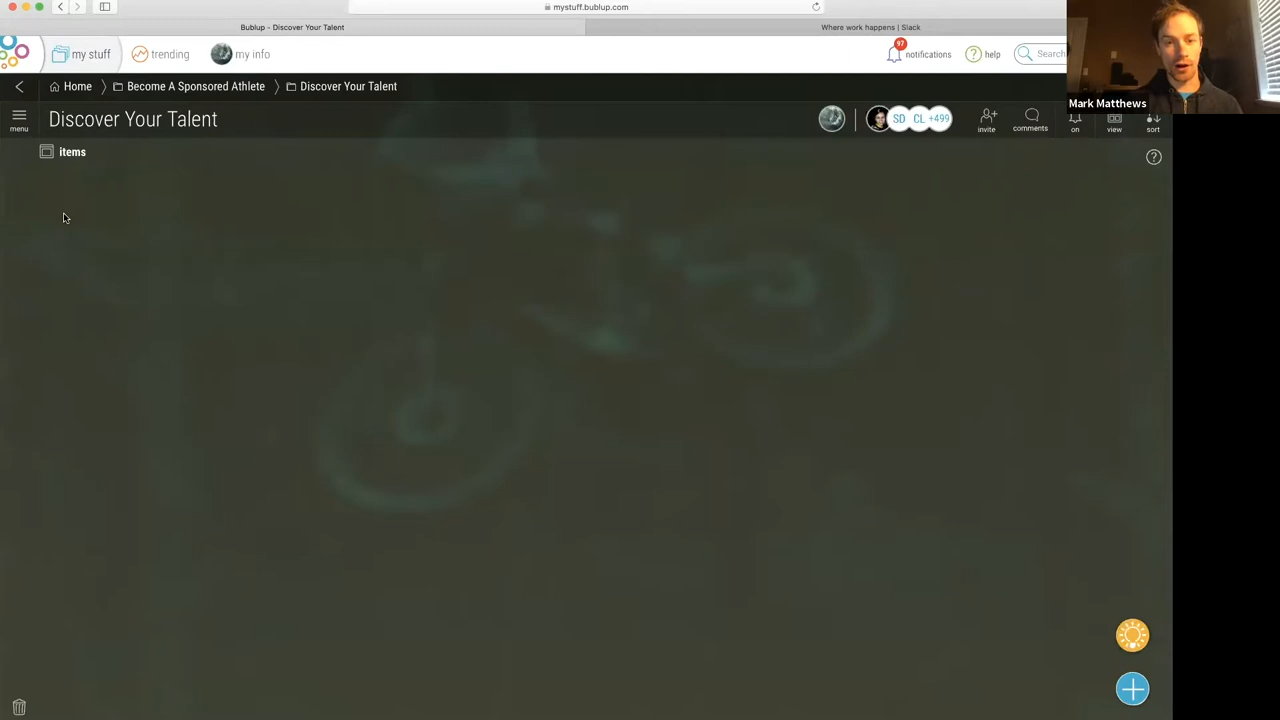 mystuff.bublup.com
Bublup - Discover Your Talent
Where work happens | Slack
my stuff
trending
my info
97
notifications
help
Search
Mark Matthews
Home
Become A Sponsored Athlete
Discover Your Talent
menu
Discover Your Talent
SD
CL
+499
invite
comments
on
view
sort
items